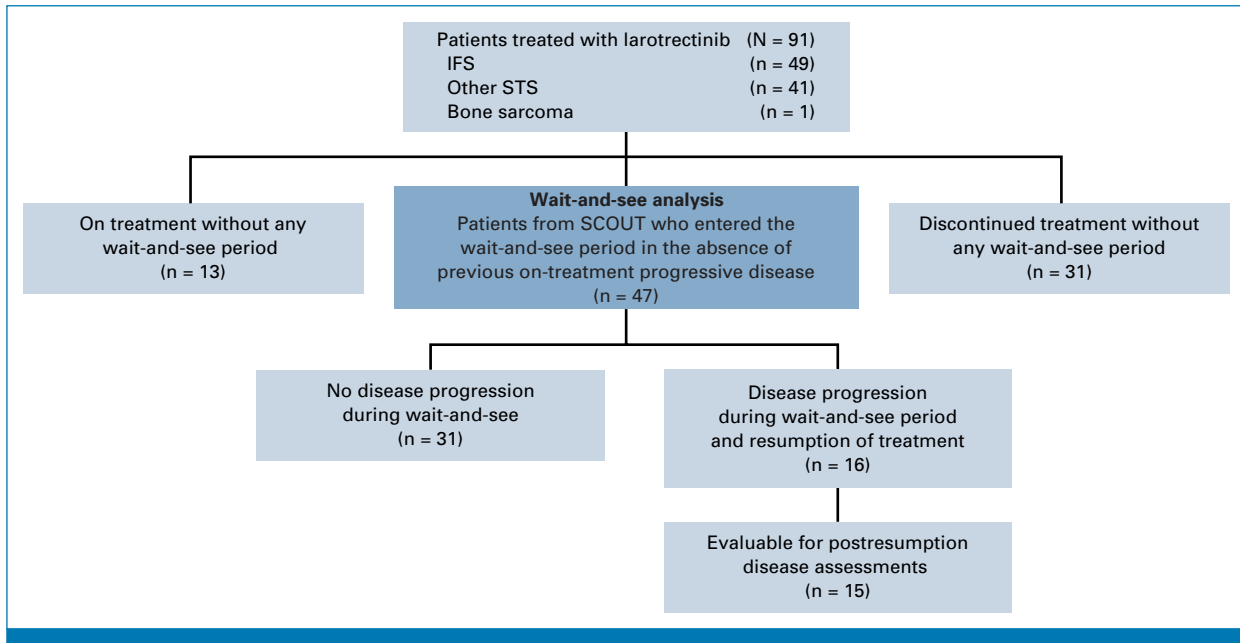 Patients treated with larotrectinib (N = 91)
IFS (n = 49)
Other STS (n = 41)
Bone sarcoma (n = 1)
On treatment without any
wait-and-see period
(n = 13)
Wait-and-see analysis
Patients from SCOUT who entered the
wait-and-see period in the absence of
previous on-treatment progressive disease
(n = 47)
Discontinued treatment without
any wait-and-see period
(n = 31)
No disease progression
during wait-and-see
(n = 31)
Disease progression
during wait-and-see period
and resumption of treatment
(n = 16)
Evaluable for postresumption
disease assessments
(n = 15)